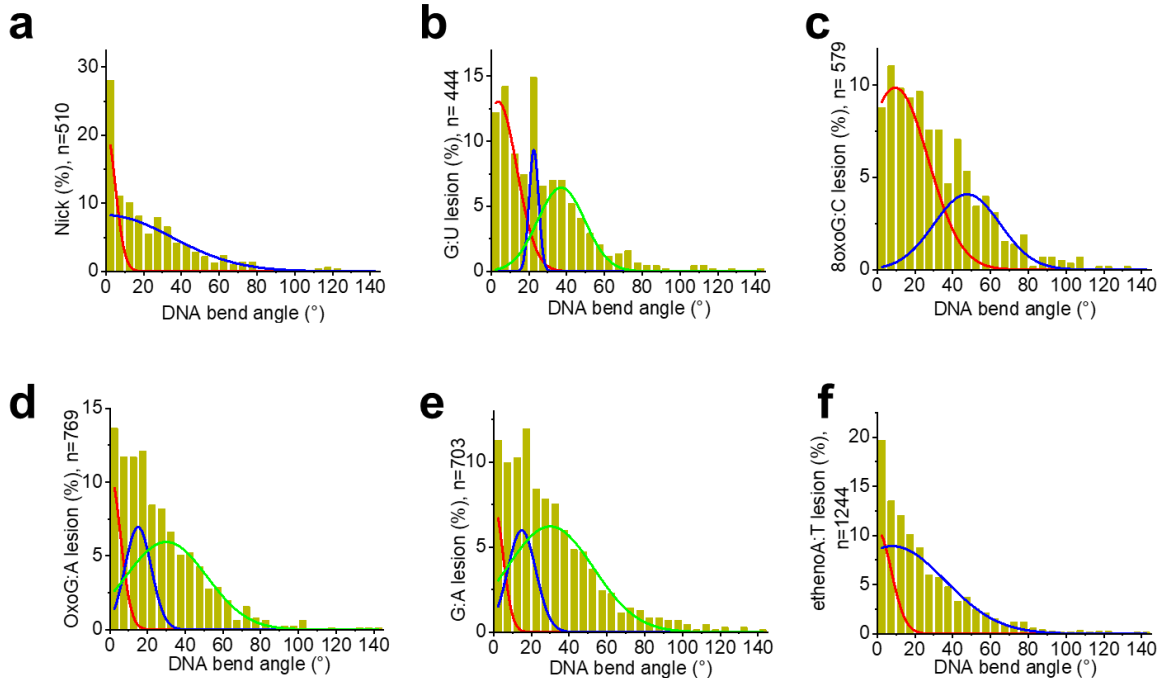 a
Nick (%), n=510
30
20
10
0
0 20 40 60 80 100 120 140
DNA bend angle (°)
b
G:U lesion (%), n= 444
15
10
5
0
0 20 40 60 80 100 120 140
DNA bend angle (°)
c
8oxoG:C lesion (%), n= 579
10
5
0
0 20 40 60 80 100 120 140
DNA bend angle (°)
d
OxoG:A lesion (%), n=769
15
10
5
0
0 20 40 60 80 100 120 140
DNA bend angle (°)
e
G:A lesion (%), n=703
10
5
0
0 20 40 60 80 100 120 140
DNA bend angle (°)
f
ethenoA:T lesion (%),
n=1244
20
15
10
5
0
0 20 40 60 80 100 120 140
DNA bend angle (°)